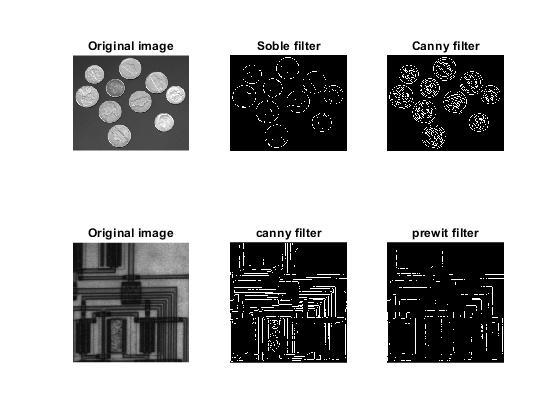 Original image
Soble filter
Canny filter
Original image
canny filter
prewit filter